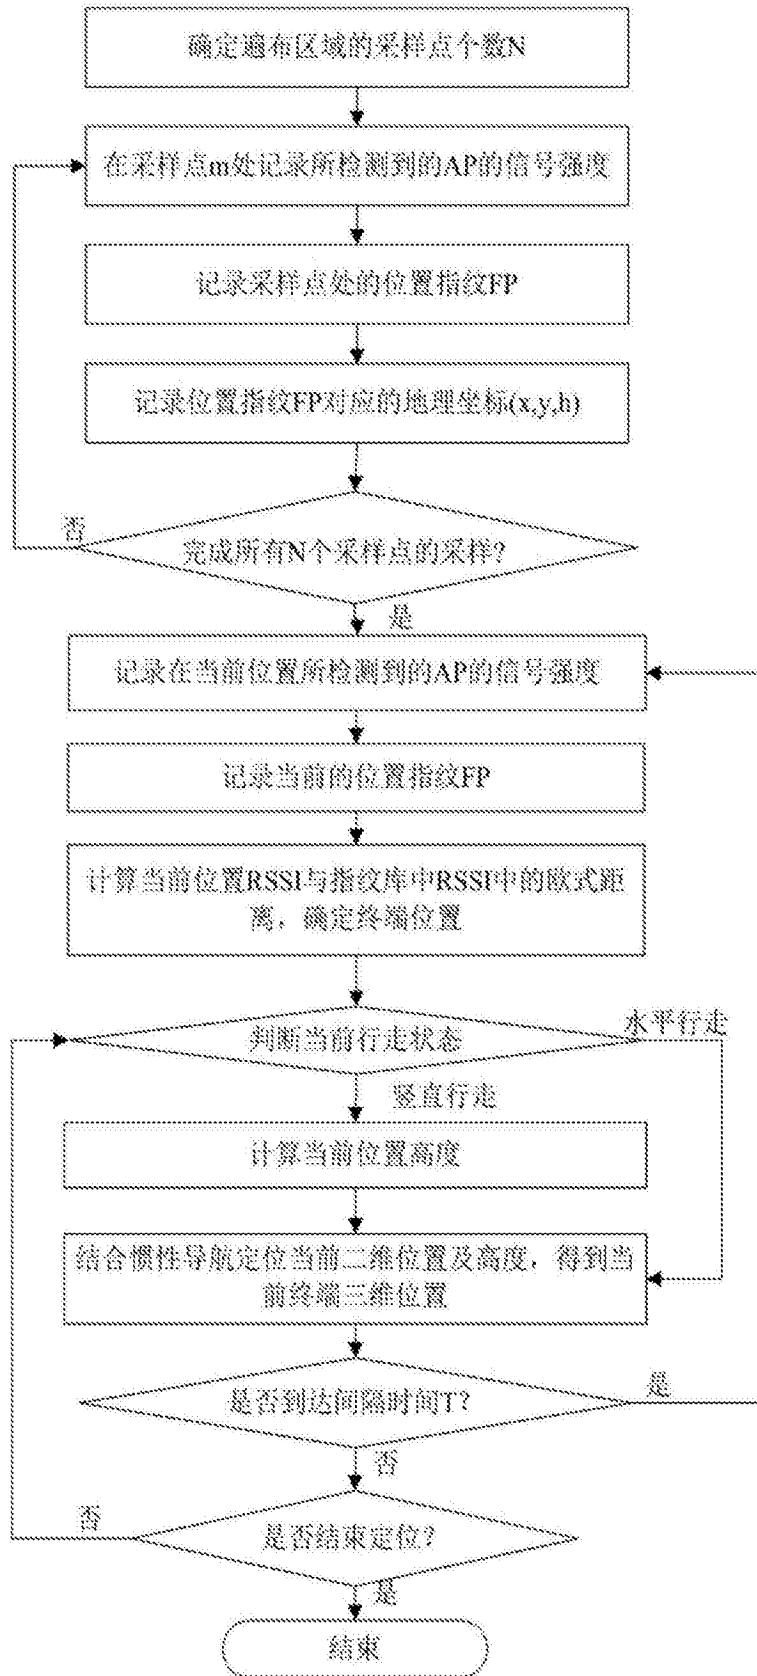 确定遍布区域的采样点个数N
在采样点m处记录所检测到的AP的信号强度
记录采样点处的位置指纹FP
记录位置指纹FP对应的地理坐标(x,y,h)
否
完成所有N个采样点的采样?
是
记录在当前位置所检测到的AP的信号强度
记录当前的位置指纹FP
计算当前位置RSSI与指纹库中RSSI中的欧式距
离，确定终端位置
水平行走
判断当前行走状态
竖直行走
计算当前位置高度
结合惯性导航定位当前二维位置及高度，得到当
前终端三维位置
是
是否到达间隔时间T?
否
否
是否结束定位?
是
结束